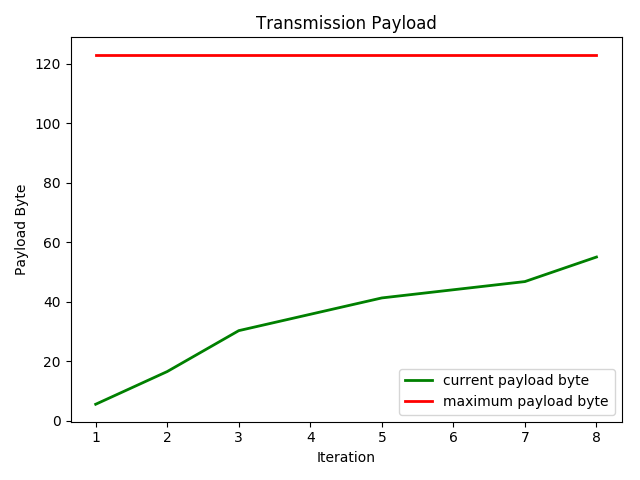 Transmission Payload
Payload Byte
120
100
80
60
40
20
0
current payload byte
maximum payload byte
1 2 3 4 5 6 7 8
Iteration